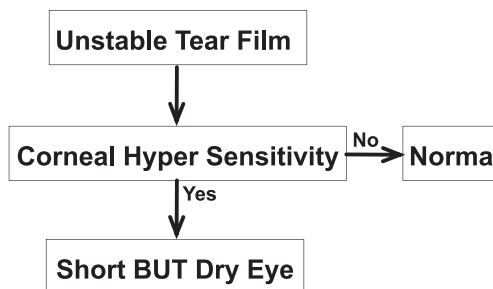 Unstable Tear Film
Corneal Hyper Sensitivity
No
Norma
Yes
Short BUT Dry Eye